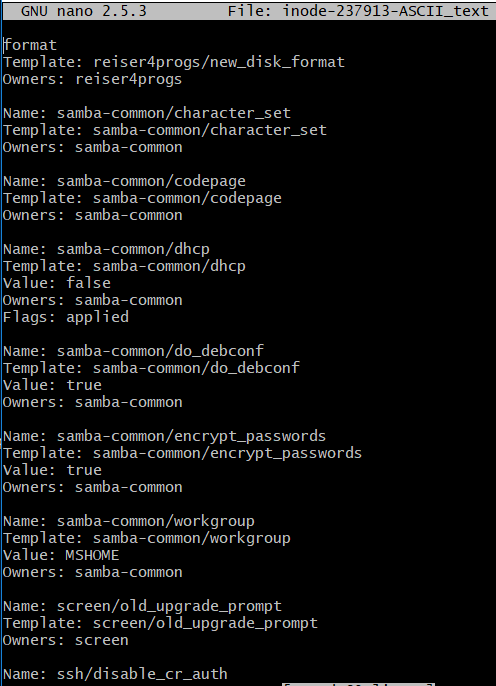 GNU nano 2.5.3 File: inode-237913-ASCII_text
format
Template: reiser4progs/new_disk_format
Owners: reiser4progs
Name: samba-common/character_set
Template: samba-common/character_set
Owners: samba-common
Name: samba-common/codepage
Template: samba-common/codepage
Owners: samba-common
Name: samba-common/dhcp
Template: samba-common/dhcp
Value: false
Owners: samba-common
Flags: applied
Name: samba-common/do_debconf
Template: samba-common/do_debconf
Value: true
Owners: samba-common
Name: samba-common/encrypt_passwords
Template: samba-common/encrypt_passwords
Value: true
Owners: samba-common
Name: samba-common/workgroup
Template: samba-common/workgroup
Value: MSHOME
Owners: samba-common
Name: screen/old_upgrade_prompt
Template: screen/old_upgrade_prompt
Owners: screen
Name: ssh/disable_cr_auth